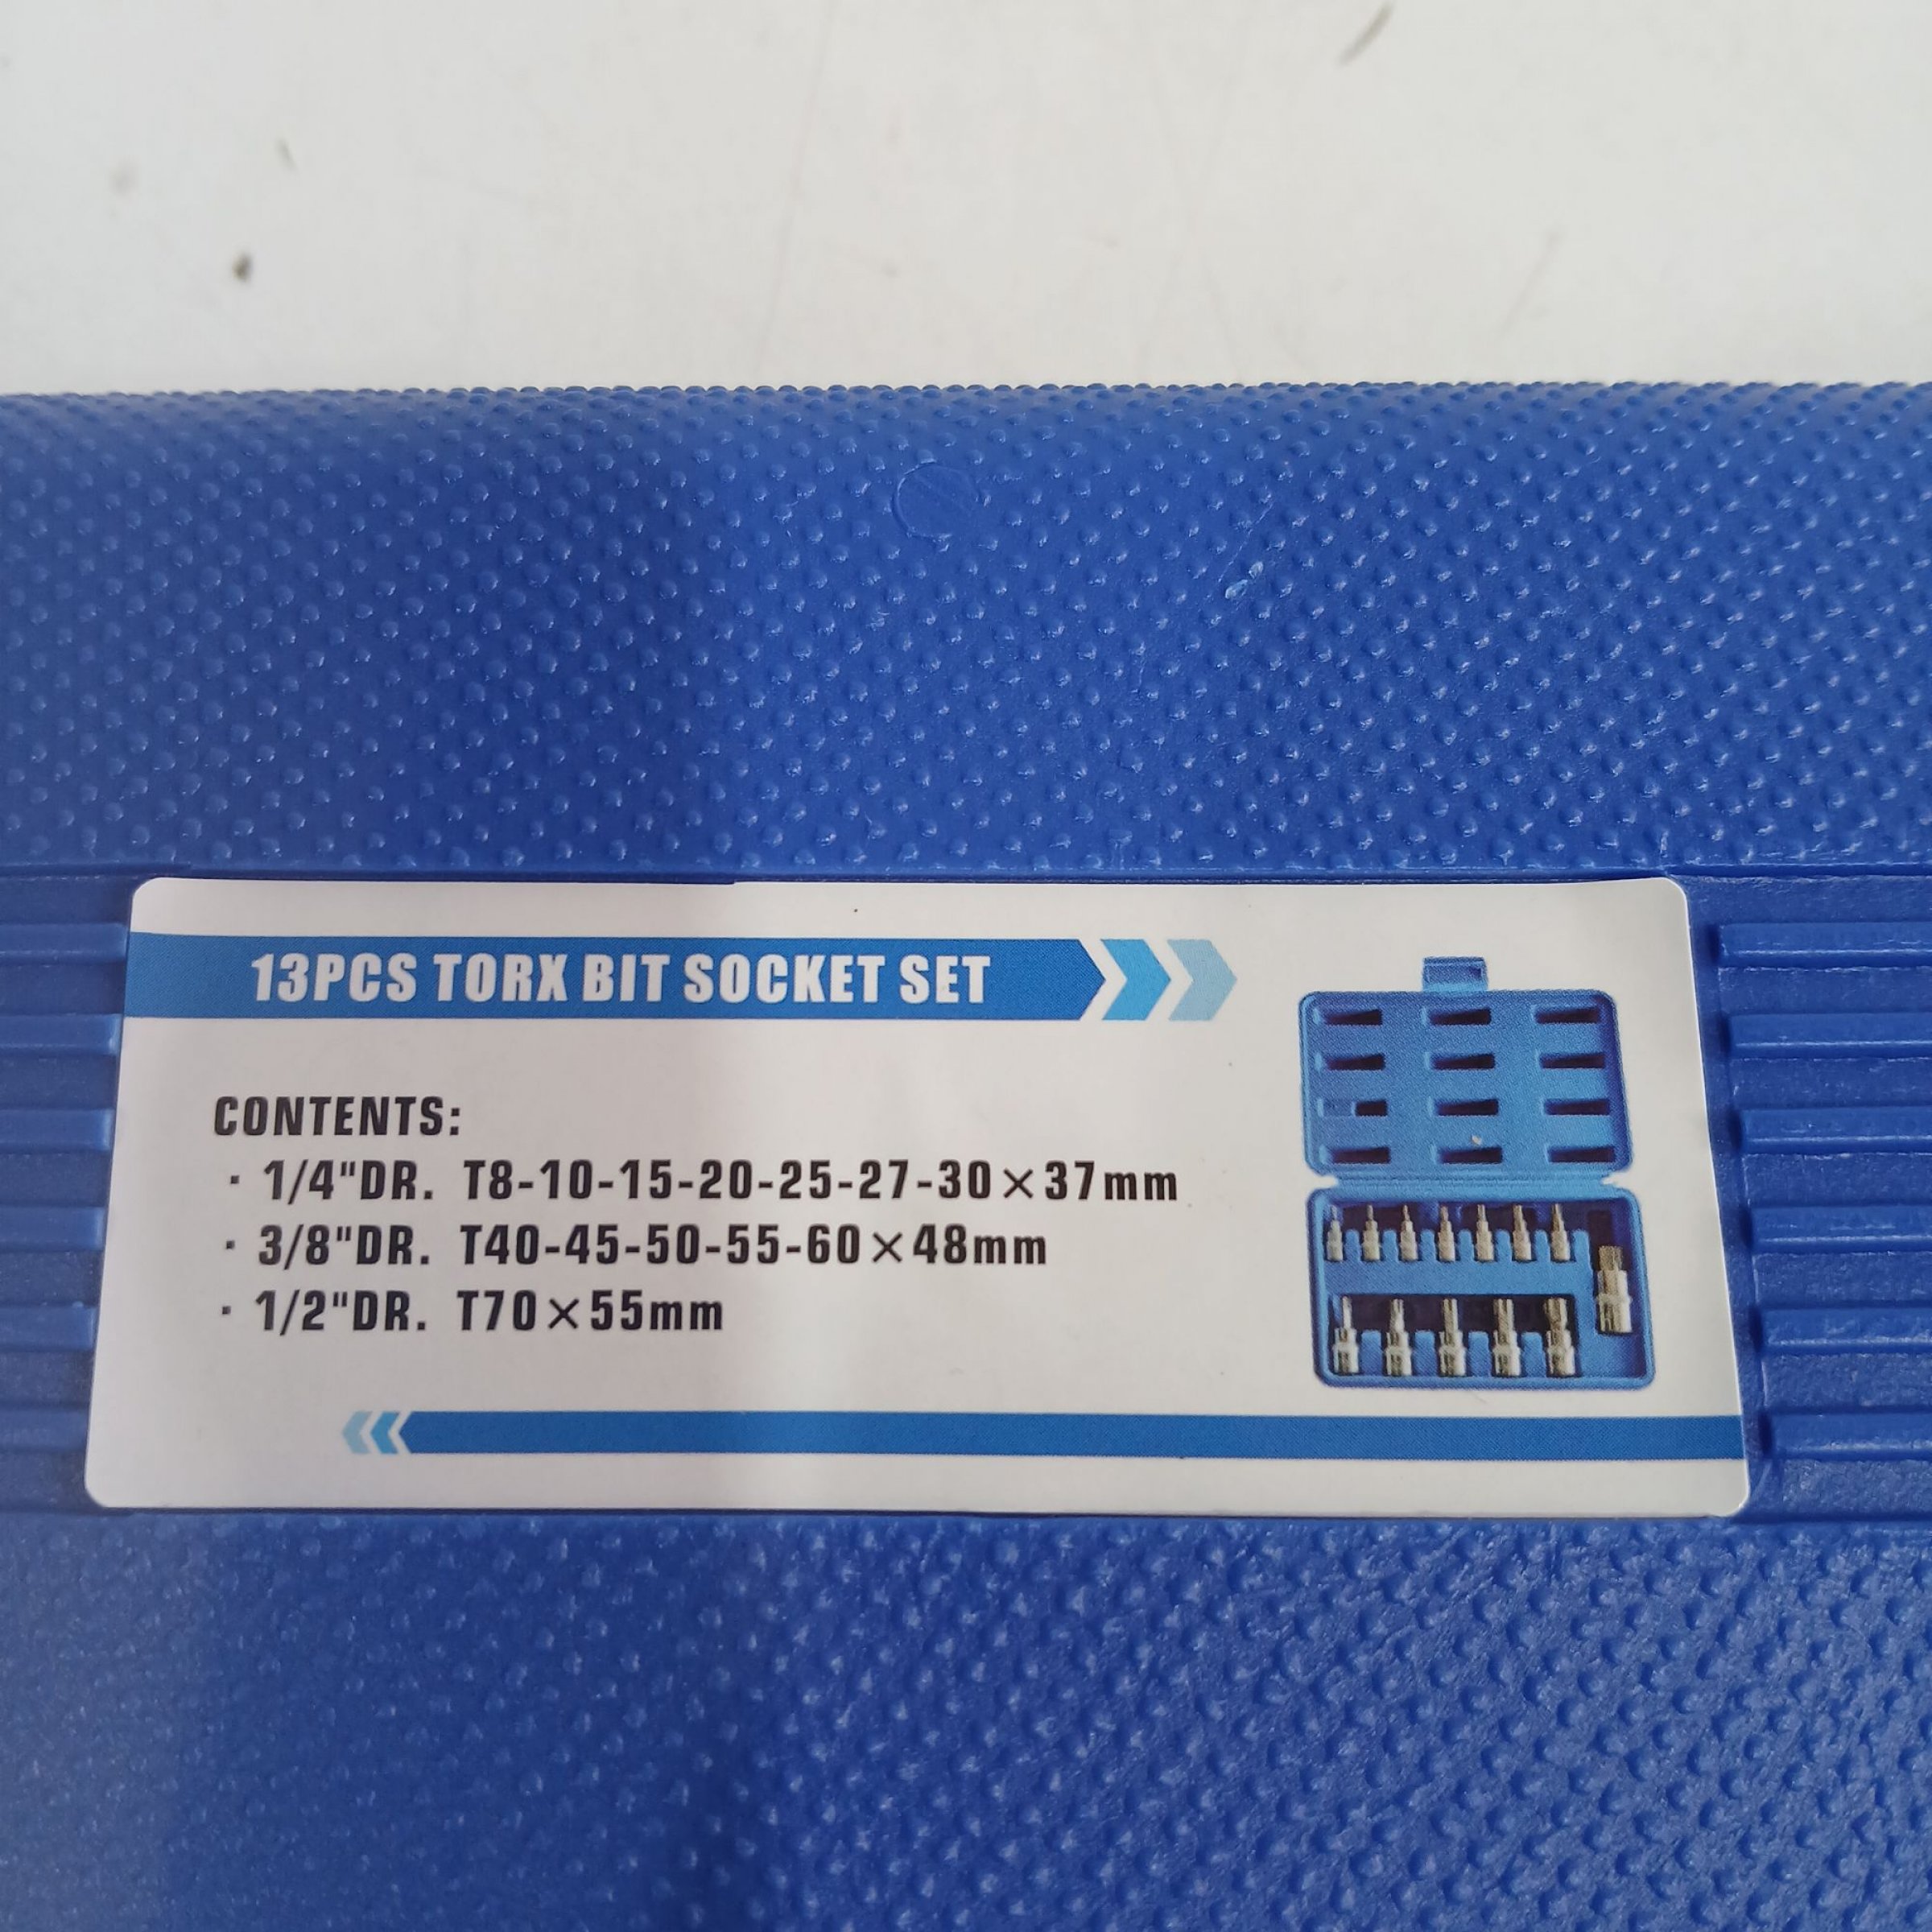 13PCS TORX BIT SOCKET SET
CONTENTS:
· 1/4"DR. T8-10-15-20-25-27-30×37mm
· 3/8"DR. T40-45-50-55-60×48mm
· 1/2"DR. T70×55mm